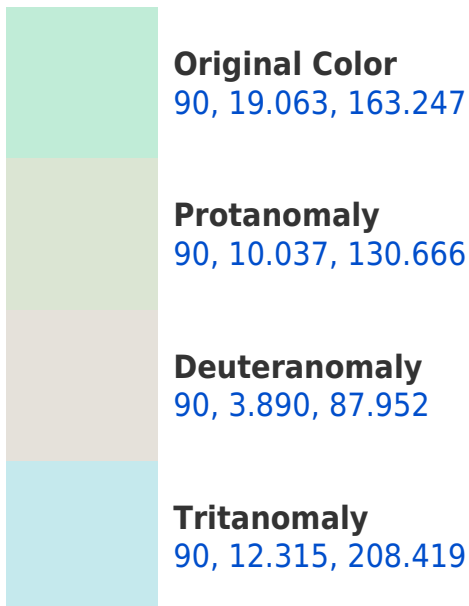 Original Color
90, 19.063, 163.247
Protanomaly
90, 10.037, 130.666
Deuteranomaly
90, 3.890, 87.952
Tritanomaly
90, 12.315, 208.419